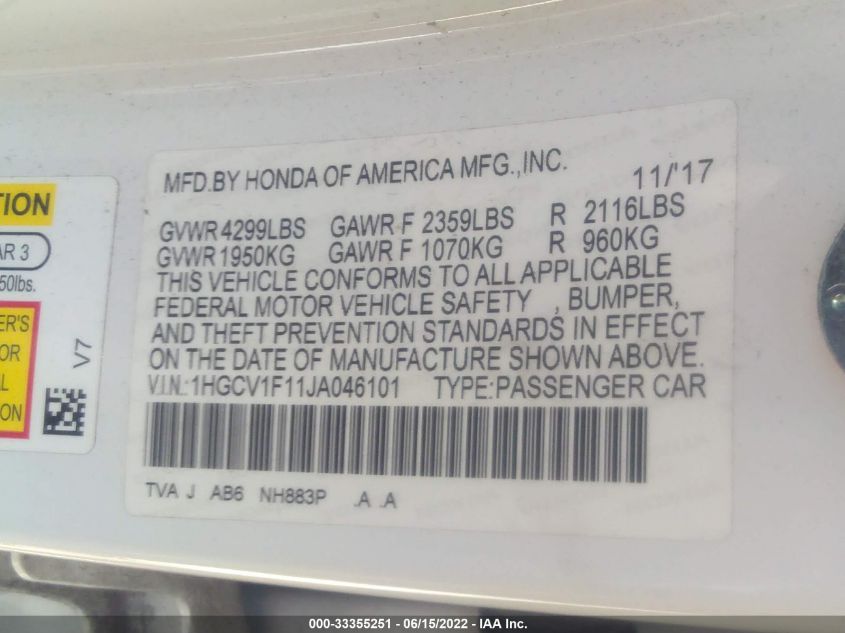 TION
AR 3
50lbs.
ER'S
OR
AL
ON
V7
MFD.BY HONDA OF AMERICA MFG.,INC. 11/'17
GVWR 4299LBS GAWR F 2359LBS R 2116LBS
GVWR 1950KG GAWR F 1070KG R 960KG
THIS VEHICLE CONFORMS TO ALL APPLICABLE
FEDERAL MOTOR VEHICLE SAFETY , BUMPER,
AND THEFT PREVENTION STANDARDS IN EFFECT
ON THE DATE OF MANUFACTURE SHOWN ABOVE.
V.I.N.:1HGCV1F11JA046101 TYPE:PASSENGER CAR
TVA J AB6 NH883P .A .A
000-33355251 - 06/15/2022 - IAA Inc.